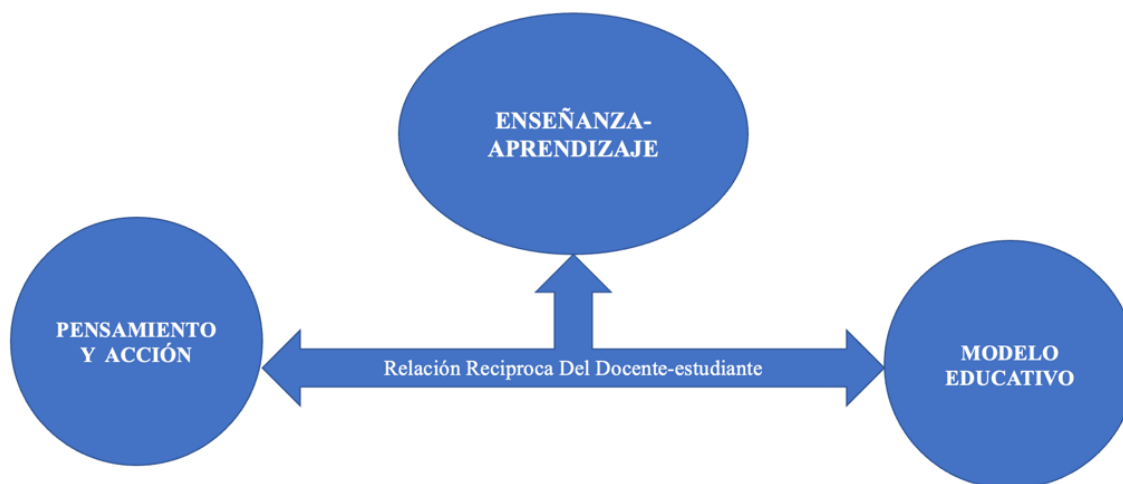 ENSEÑANZA-
APRENDIZAJE
PENSAMIENTO
Y ACCIÓN
Relación Reciproca Del Docente-estudiante
MODELO
EDUCATIVO